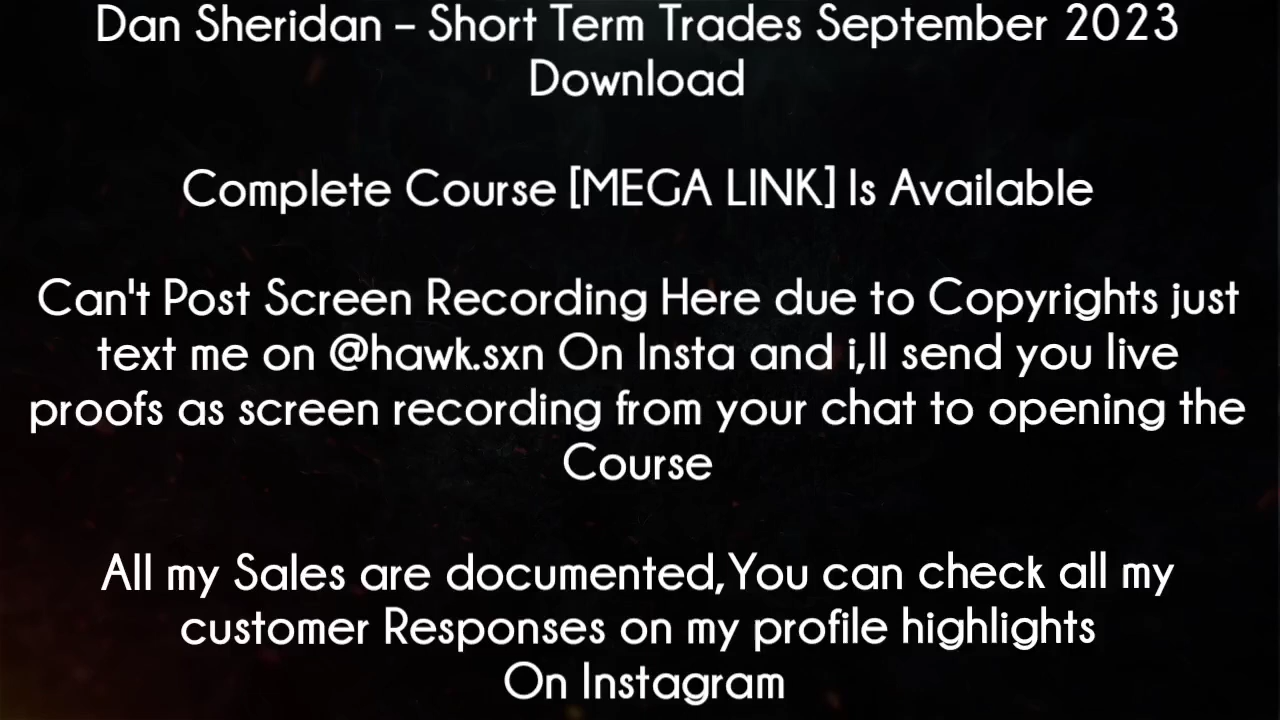 Dan Sheridan – Short Term Trades September 2023
Download
Complete Course [MEGA LINK] Is Available
Can't Post Screen Recording Here due to Copyrights just
text me on @hawk.sxn On Insta and i,ll send you live
proofs as screen recording from your chat to opening the
Course
All my Sales are documented,You can check all my
customer Responses on my profile highlights
On Instagram